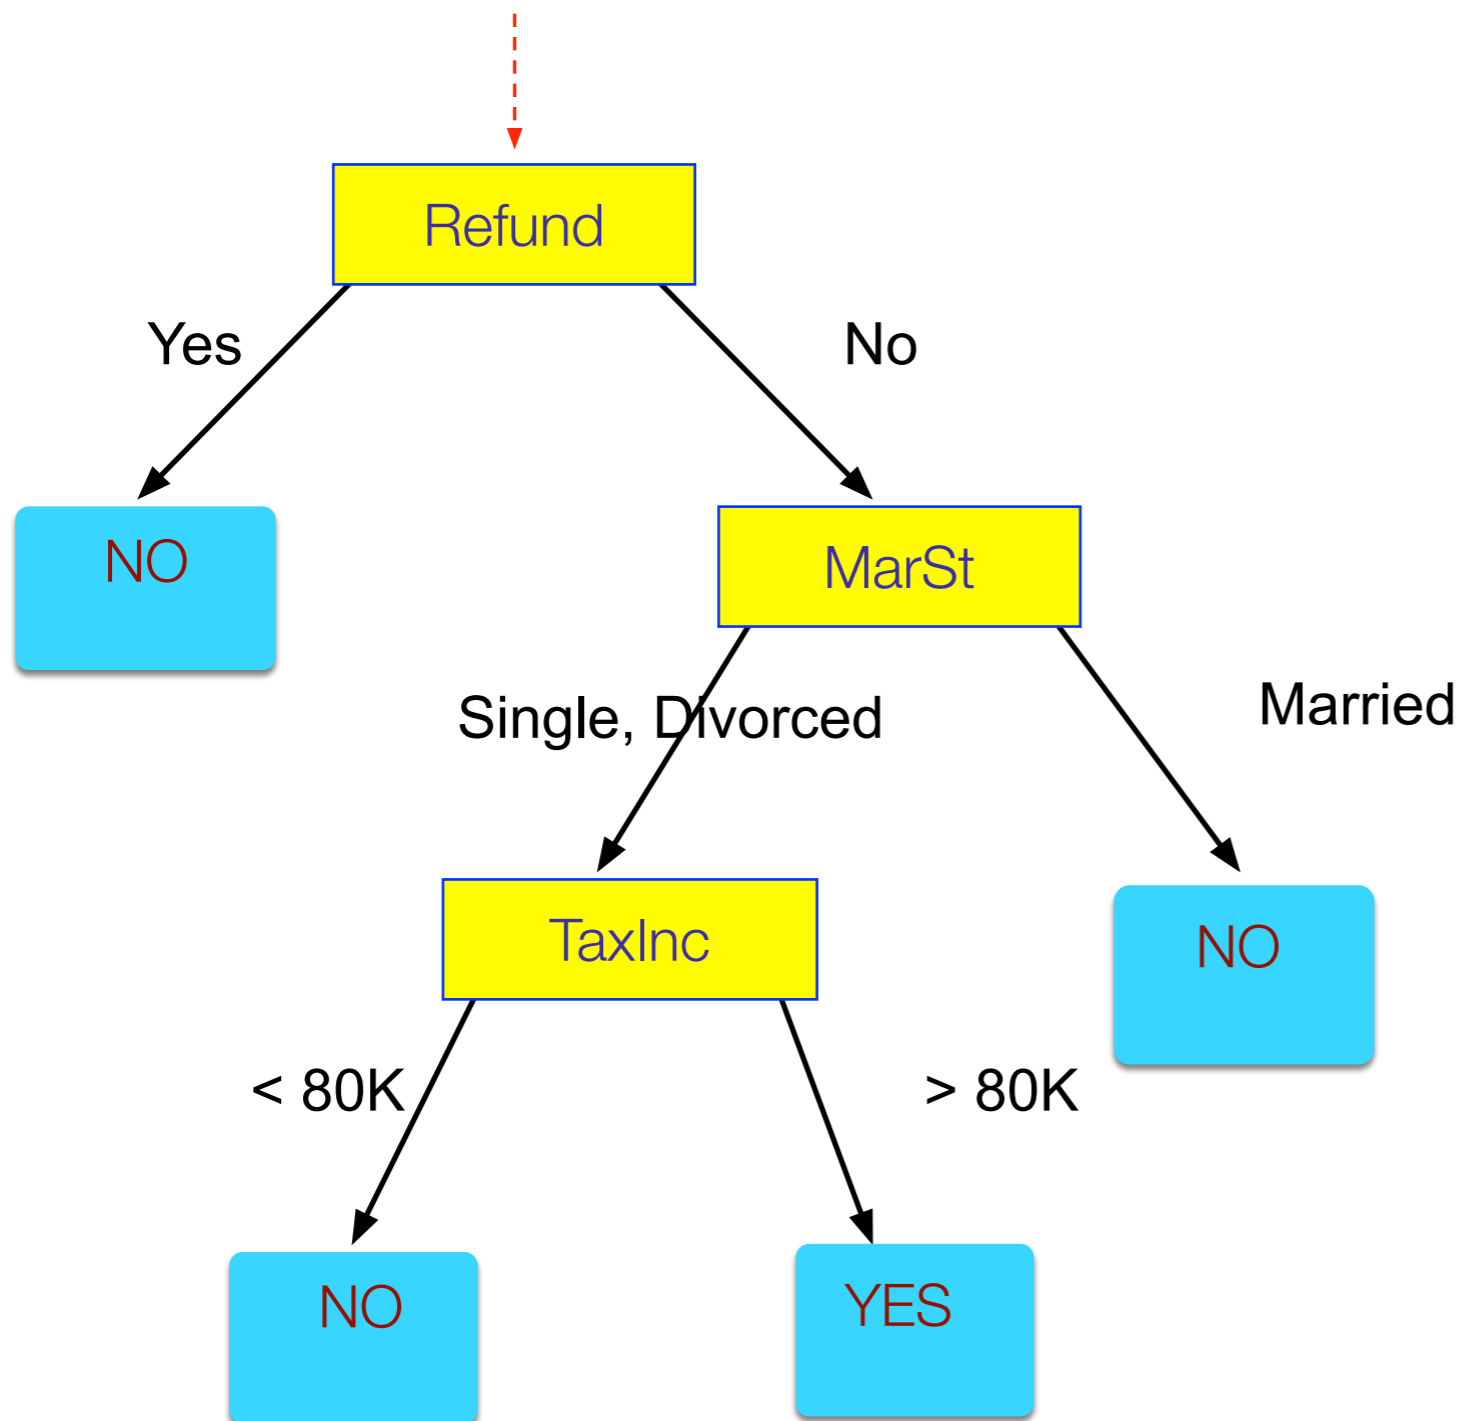 Refund
Yes
No
NO
MarSt
Single, Divorced
Married
TaxInc
NO
< 80K
> 80K
NO
YES